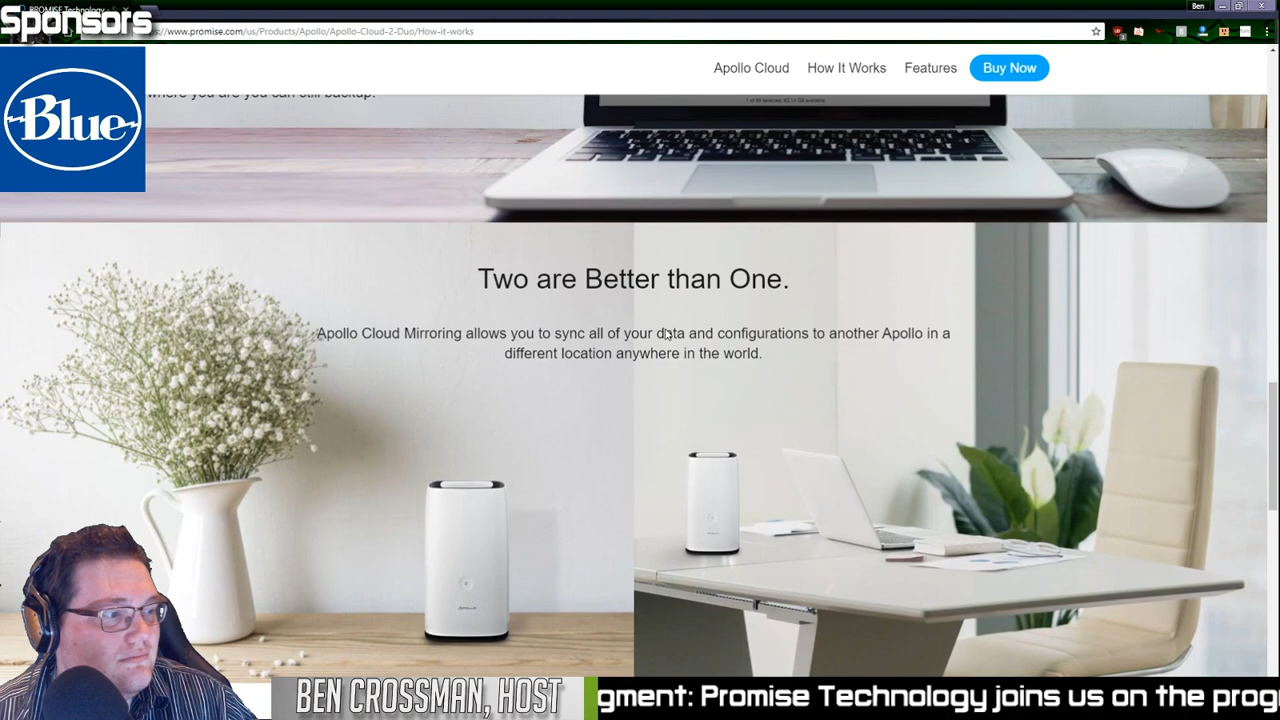 PROMISE Technology
Ben
Sponsors
www.promise.com/us/Products/Apollo/Apollo-Cloud-2-Duo/How-it-works
Apollo Cloud How It Works Features Buy Now
where you are you can still backup.
Blue
Two are Better than One.
Apollo Cloud Mirroring allows you to sync all of your data and configurations to another Apollo in a
different location anywhere in the world.
BEN CROSSMAN, HOST
gment: Promise Technology joins us on the prog